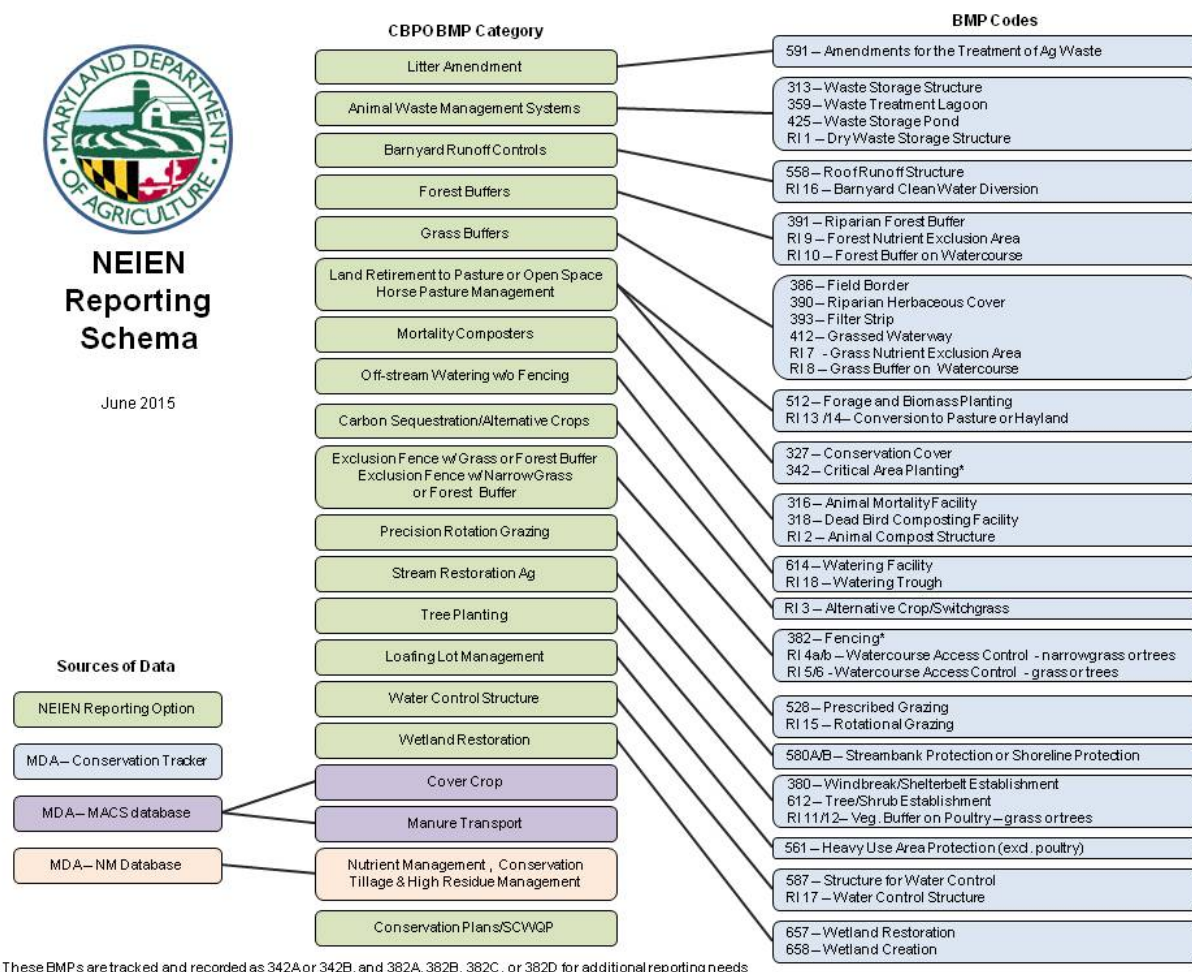 MARYLAND DEPARTMENT
OF AGRICULTURE
NEIEN
Reporting
Schema
June 2015
Sources of Data
NEIEN Reporting Option
MDA – Conservation Tracker
MDA – MACS database
MDA – NM Database
CBPO BMP Category
Litter Amendment
Animal Waste Management Systems
Barnyard Runoff Controls
Forest Buffers
Grass Buffers
Land Retirement to Pasture or Open Space
Horse Pasture Management
Mortality Composters
Off-stream Watering w/o Fencing
Carbon Sequestration/Alternative Crops
Exclusion Fence w/ Grass or Forest Buffer
Exclusion Fence w/ Narrow Grass
or Forest Buffer
Precision Rotation Grazing
Stream Restoration Ag
Tree Planting
Loafing Lot Management
Water Control Structure
Wetland Restoration
Cover Crop
Manure Transport
Nutrient Management , Conservation
Tillage & High Residue Management
Conservation Plans/SCWQP
BMP Codes
591 – Amendments for the Treatment of Ag Waste
313 – Waste Storage Structure
359 – Waste Treatment Lagoon
425 – Waste Storage Pond
RI 1 – Dry Waste Storage Structure
558 – Roof Runoff Structure
RI 16 – Barnyard Clean Water Diversion
391 – Riparian Forest Buffer
RI 9 – Forest Nutrient Exclusion Area
RI 10 – Forest Buffer on Watercourse
386 – Field Border
390 – Riparian Herbaceous Cover
393 – Filter Strip
412 – Grassed Waterway
RI 7 - Grass Nutrient Exclusion Area
RI 8 – Grass Buffer on Watercourse
512 – Forage and Biomass Planting
RI 13 /14– Conversion to Pasture or Hayland
327 – Conservation Cover
342 – Critical Area Planting*
316 – Animal Mortality Facility
318 – Dead Bird Composting Facility
RI 2 – Animal Compost Structure
614 – Watering Facility
RI 18 – Watering Trough
RI 3 – Alternative Crop/Switchgrass
382 – Fencing*
RI 4a/b – Watercourse Access Control - narrow grass or trees
RI 5/6 - Watercourse Access Control - grass or trees
528 – Prescribed Grazing
RI 15 – Rotational Grazing
580A/B – Streambank Protection or Shoreline Protection
380 – Windbreak/Shelterbelt Establishment
612 – Tree/Shrub Establishment
RI 11/12– Veg. Buffer on Poultry – grass or trees
561 – Heavy Use Area Protection (excl. poultry)
587 – Structure for Water Control
RI 17 – Water Control Structure
657 – Wetland Restoration
658 – Wetland Creation
These BMPs are tracked and recorded as 342A or 342B, and 382A, 382B, 382C, or 382D for additional reporting needs